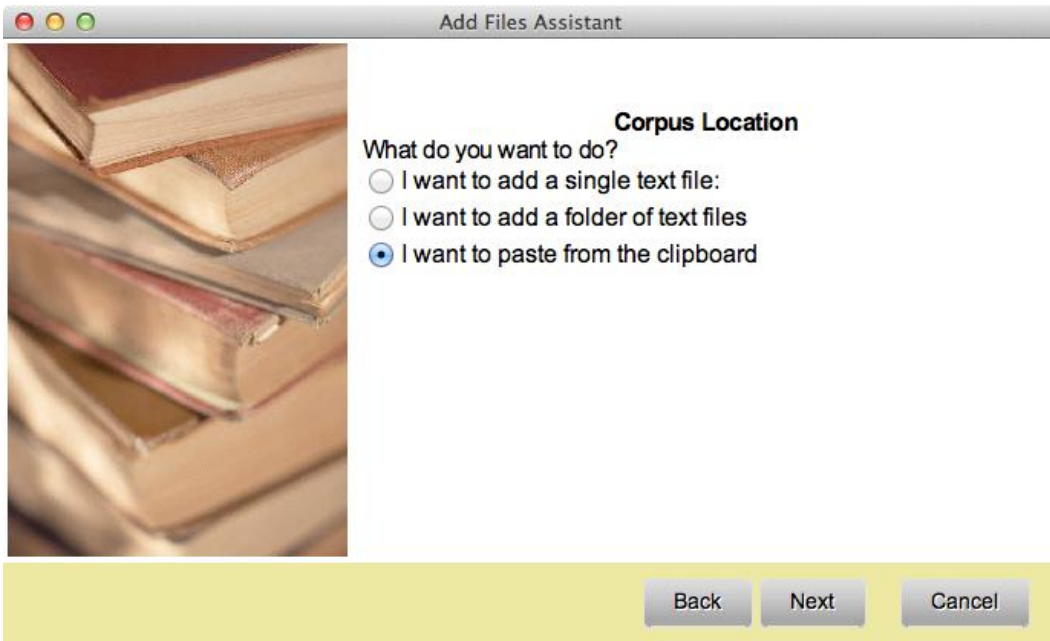 Add Files Assistant
Corpus Location
What do you want to do?
I want to add a single text file:
I want to add a folder of text files
I want to paste from the clipboard
Back Next Cancel